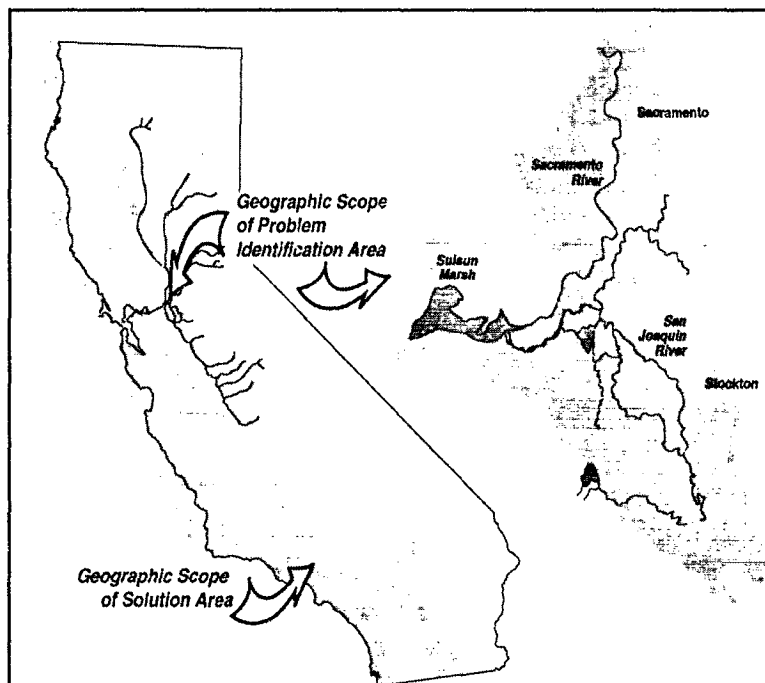 Sacramento
Sacramento
River
Geographic Scope
of Problem
Identification Area
Suisun
Marsh
San
Joaquin
River
Stockton
Geographic Scope
of Solution Area